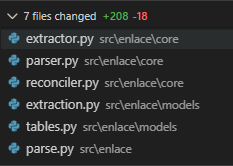 7 files changed +208 -18
extractor.py src\enlace\core
parser.py src\enlace\core
reconciler.py src\enlace\core
extraction.py src\enlace\models
tables.py src\enlace\models
parse.py src\enlace